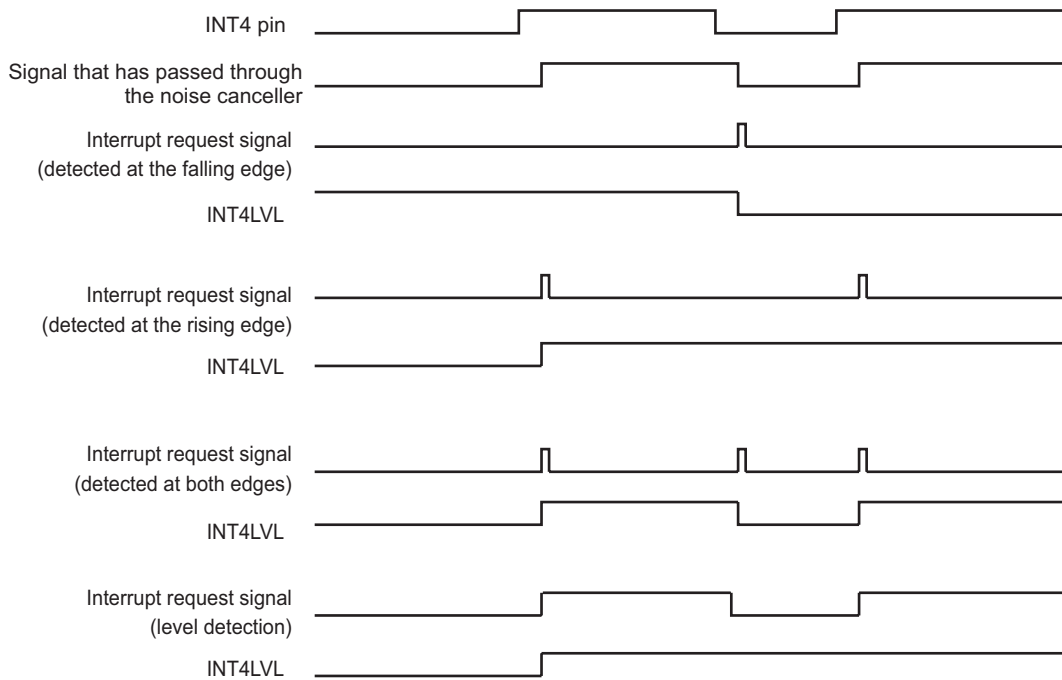 INT4 pin
Signal that has passed through
the noise canceller
Interrupt request signal
(detected at the falling edge)
INT4LVL
Interrupt request signal
(detected at the rising edge)
INT4LVL
Interrupt request signal
(detected at both edges)
INT4LVL
Interrupt request signal
(level detection)
INT4LVL